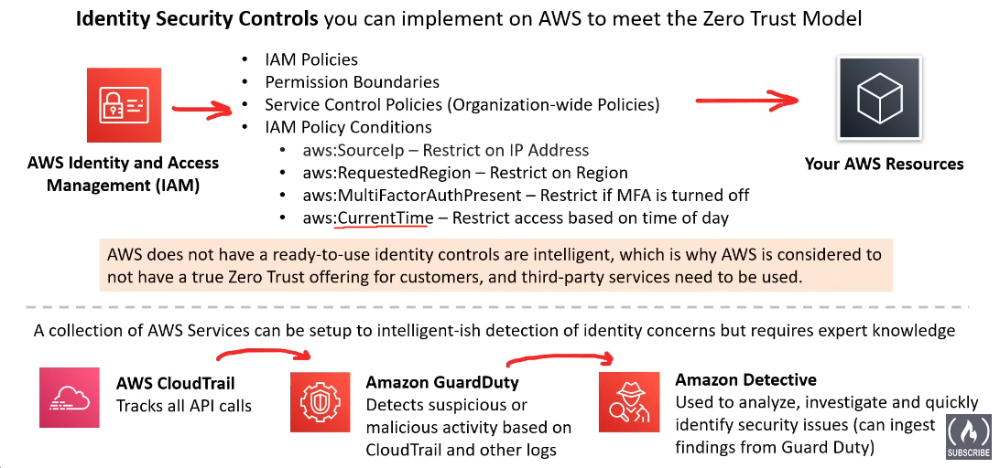 Identity Security Controls you can implement on AWS to meet the Zero Trust Model
• IAM Policies
• Permission Boundaries
• Service Control Policies (Organization-wide Policies)
• IAM Policy Conditions
• aws:SourceIp – Restrict on IP Address
• aws:RequestedRegion – Restrict on Region
• aws:MultiFactorAuthPresent – Restrict if MFA is turned off
• aws:CurrentTime – Restrict access based on time of day
AWS Identity and Access
Management (IAM)
Your AWS Resources
AWS does not have a ready-to-use identity controls are intelligent, which is why AWS is considered to
not have a true Zero Trust offering for customers, and third-party services need to be used.
A collection of AWS Services can be setup to intelligent-ish detection of identity concerns but requires expert knowledge
AWS CloudTrail
Tracks all API calls
Amazon GuardDuty
Detects suspicious or
malicious activity based on
CloudTrail and other logs
Amazon Detective
Used to analyze, investigate and quickly
identify security issues (can ingest
findings from Guard Duty)
SUBSCRIBE